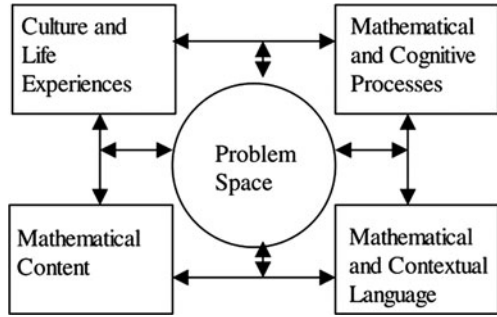 Culture and
Life
Experiences
Mathematical
and Cognitive
Processes
Problem
Space
Mathematical
Content
Mathematical
and Contextual
Language